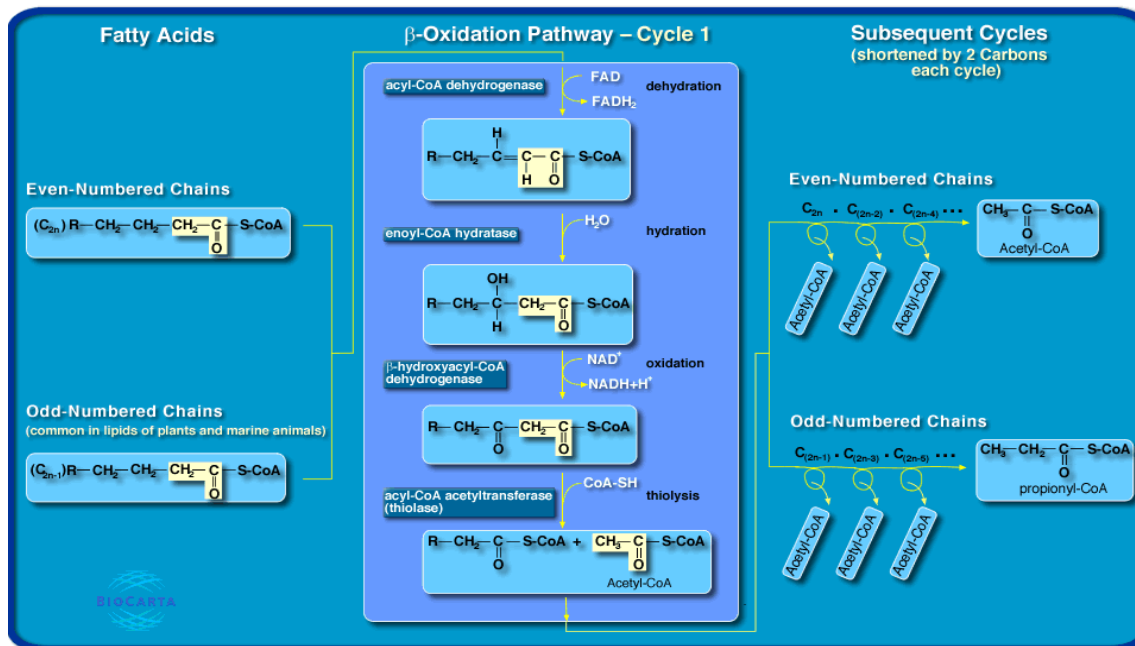 Fatty Acids
Even-Numbered Chains
(C₂ₙ)R—CH₂—CH₂—CH₂—C—S-CoA
O
Odd-Numbered Chains
(common in lipids of plants and marine animals)
(C₂ₙ₋₁)R—CH₂—CH₂—CH₂—C—S-CoA
O
BIOCARTA
β-Oxidation Pathway – Cycle 1
acyl-CoA dehydrogenase
FAD
FADH₂
dehydration
H
R—CH₂—C=C—C—S-CoA
H O
enoyl-CoA hydratase
H₂O
hydration
OH
R—CH₂—C—CH₂—C—S-CoA
H O
β-hydroxyacyl-CoA
dehydrogenase
NAD⁺
NADH+H⁺
oxidation
R—CH₂—C—CH₂—C—S-CoA
O O
acyl-CoA acetyltransferase
(thiolase)
CoA-SH
thiolysis
R—CH₂—C—S-CoA + CH₃—C—S-CoA
O O
Acetyl-CoA
Subsequent Cycles
(shortened by 2 Carbons
each cycle)
Even-Numbered Chains
C₂ₙ · C₍₂ₙ₋₂₎ · C₍₂ₙ₋₄₎ ···
Acetyl-CoA
Acetyl-CoA
Acetyl-CoA
CH₃—C—S-CoA
O
Acetyl-CoA
Odd-Numbered Chains
C₍₂ₙ₋₁₎ · C₍₂ₙ₋₃₎ · C₍₂ₙ₋₅₎ ···
Acetyl-CoA
Acetyl-CoA
Acetyl-CoA
CH₃—CH₂—C—S-CoA
O
propionyl-CoA